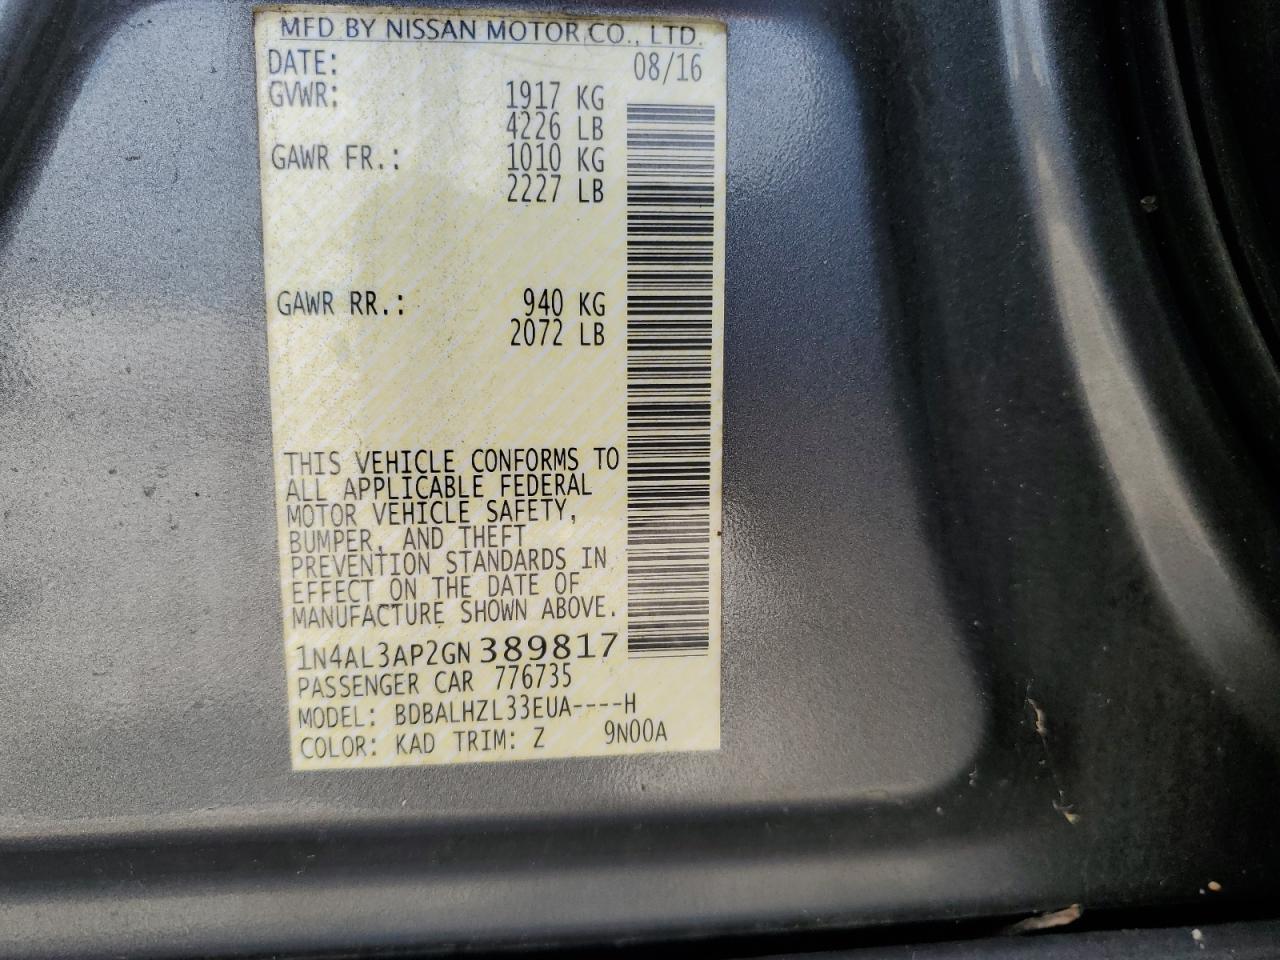 MFD BY NISSAN MOTOR CO., LTD.
DATE: 08/16
GVWR: 1917 KG
4226 LB
GAWR FR.: 1010 KG
2227 LB
GAWR RR.: 940 KG
2072 LB
THIS VEHICLE CONFORMS TO
ALL APPLICABLE FEDERAL
MOTOR VEHICLE SAFETY,
BUMPER, AND THEFT
PREVENTION STANDARDS IN
EFFECT ON THE DATE OF
MANUFACTURE SHOWN ABOVE.
1N4AL3AP2GN389817
PASSENGER CAR 776735
MODEL: BDBALHZL33EUA----H
COLOR: KAD TRIM: Z 9N00A